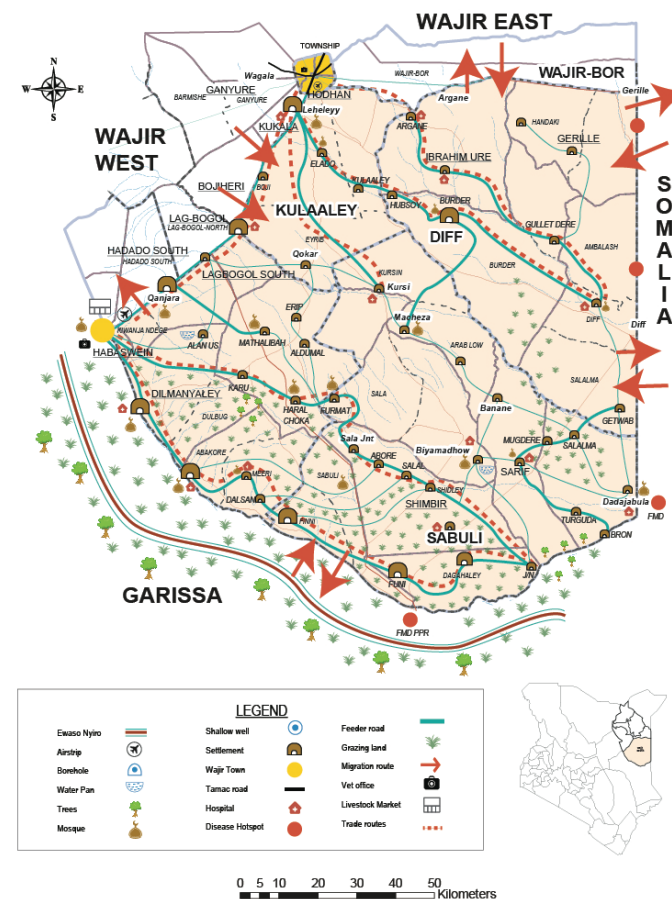 WAJIR EAST
TOWNSHIP
N
W
E
S
Wagala
WAJIR-BOR
WAJIR-BOR
GANYURE
BARMISHE
GANYURE
HODHAN
Leheleyy
Argane
Gerille
ARGANE
HANDAKI
GERILLE
WAJIR
WEST
KUKALA
ELADO
IBRAHIM URE
BOJIHERI
BOJI
KULAALEY
KULAALEY
HUBSOY
BURDER
DIFF
GULLET DERE
AMBALASH
SOMALIA
LAG-BOGOL
LAG-BOGOL-NORTH
EYRIB
HADADO SOUTH
HADADO SOUTH
LAGBOGOL SOUTH
Qokar
KURSIN
Kursi
BURDER
DIFF
Diff
Qanjara
ERIP
Macheza
KIWANJA NDEGE
HABASWEIN
ALAN US
MATHALIBAH
ALDUMAL
ARAB LOW
SALALMA
DILMANYALEY
KARU
DULBUG
HARAL
CHOKA
FURMAT
SALA
Banane
GETWAB
Sala Jnt
Biyamadhow
MUGDERE
SALALMA
ABAKORE
MEERI
SABULI
ABORE
SALAL
SARIF
DALSAN
SHIDLEY
SHIMBIR
Dadajabula
FMD
TURGUDA
FINNI
SABULI
BRON
GARISSA
FUNI
DAGAHALEY
JVN
FMD PPR
LEGEND
Ewaso Nyiro
Shallow well
Feeder road
Airstrip
Settlement
Grazing land
Borehole
Wajir Town
Migration route
Water Pan
Tamac road
Vet office
Trees
Hospital
Livestock Market
Mosque
Disease Hotspot
Trade routes
0 5 10 20 30 40 50
Kilometers